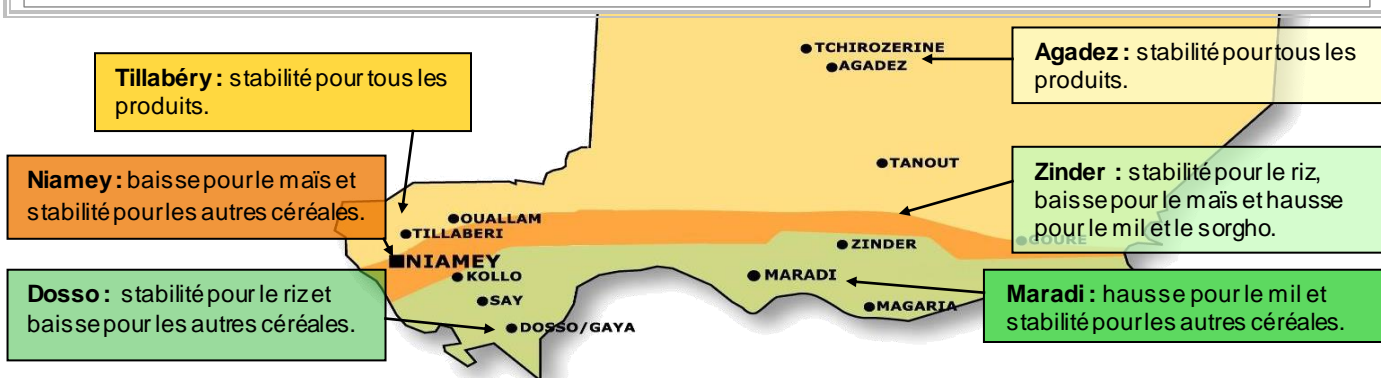 TCHIROZERINE
AGADEZ
Agadez : stabilité pour tous les
produits.
Tillabéry : stabilité pour tous les
produits.
TANOUT
Niamey : baisse pour le maïs et
stabilité pour les autres céréales.
Zinder : stabilité pour le riz,
baisse pour le maïs et hausse
pour le mil et le sorgho.
OUALLAM
TILLABERI
ZINDER
GOURE
NIAMEY
KOLLO
MARADI
SAY
MAGARIA
DOSSO/GAYA
Dosso : stabilité pour le riz et
baisse pour les autres céréales.
Maradi : hausse pour le mil et
stabilité pour les autres céréales.